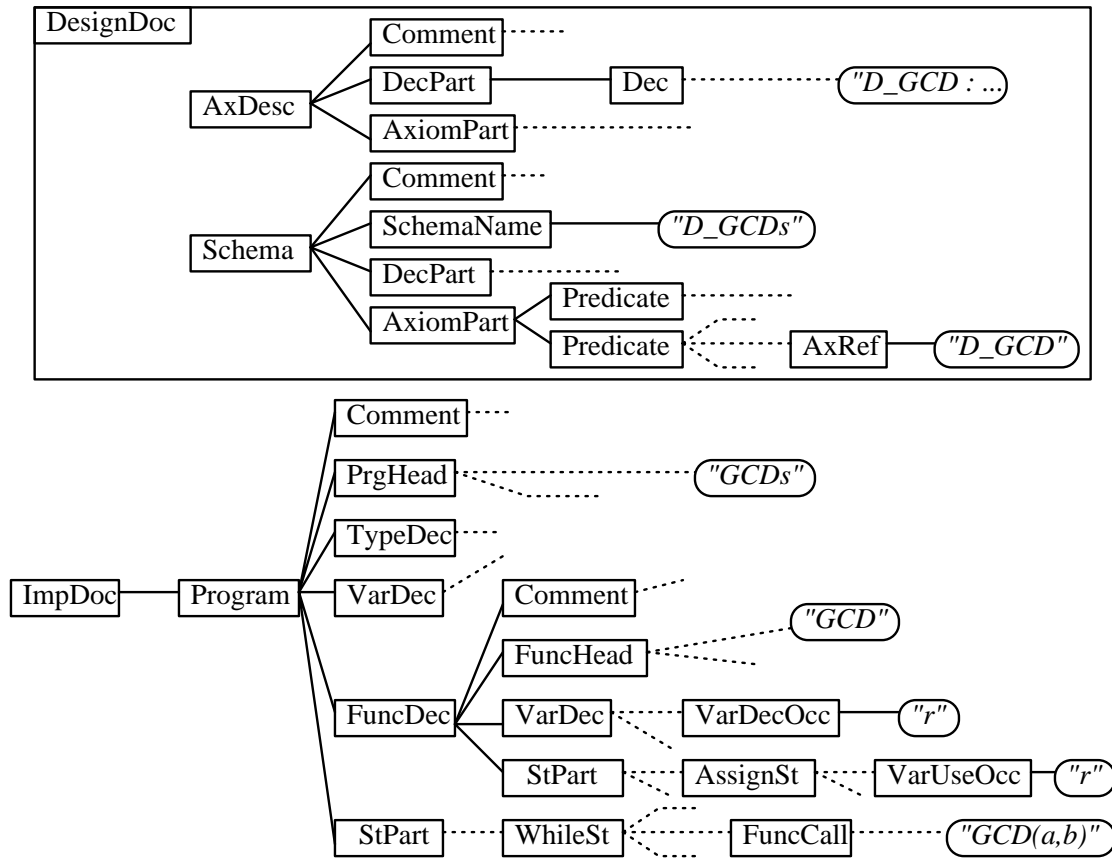 DesignDoc
Comment
DecPart Dec "D_GCD : ...
AxDesc
AxiomPart
Comment
SchemaName "D_GCDs"
Schema
DecPart
Predicate
AxiomPart
Predicate AxRef "D_GCD"
Comment
PrgHead "GCDs"
TypeDec
ImpDoc Program VarDec Comment
"GCD"
FuncHead
FuncDec VarDec VarDecOcc "r"
StPart AssignSt VarUseOcc "r"
StPart WhileSt FuncCall "GCD(a,b)"